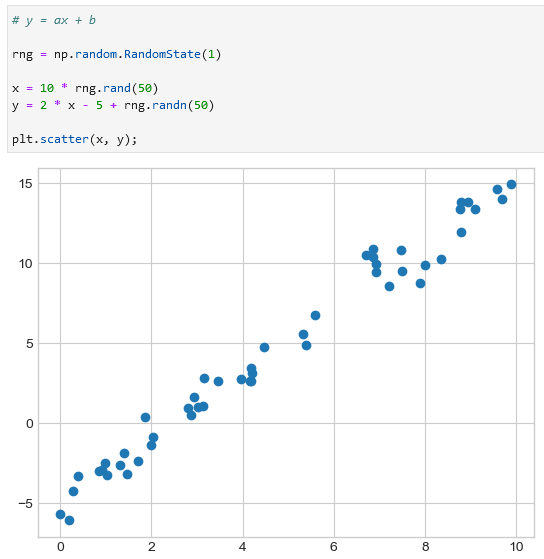 # y = ax + b
rng = np.random.RandomState(1)
x = 10 * rng.rand(50)
y = 2 * x - 5 + rng.randn(50)
plt.scatter(x, y);
15
10
5
0
−5
0 2 4 6 8 10